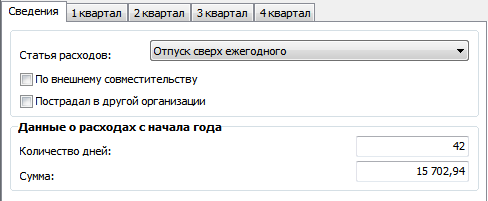 Сведения 1 квартал 2 квартал 3 квартал 4 квартал
Статья расходов: Отпуск сверх ежегодного
По внешнему совместительству
Пострадал в другой организации
Данные о расходах с начала года
Количество дней: 42
Сумма: 15 702,94